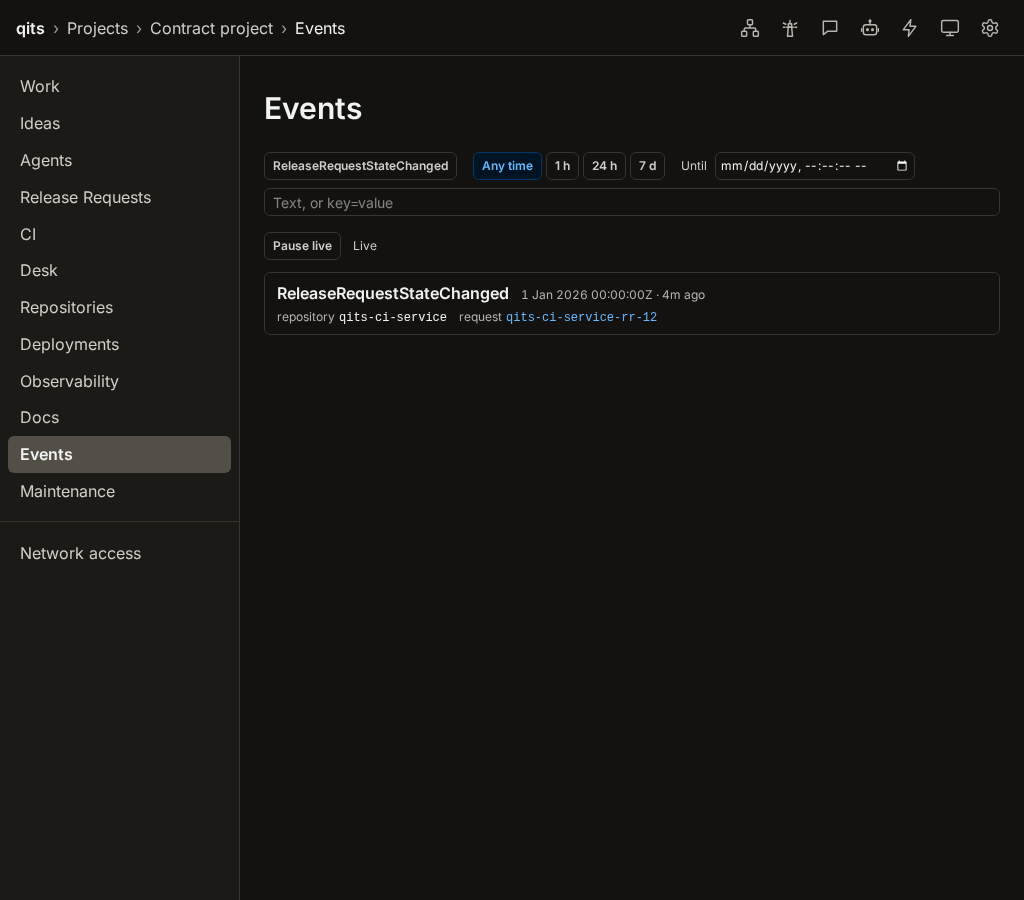 qits › Projects › Contract project › Events
Work
Ideas
Agents
Release Requests
CI
Desk
Repositories
Deployments
Observability
Docs
Events
Maintenance
Network access
Events
ReleaseRequestStateChanged Any time 1 h 24 h 7 d Until mm/dd/yyyy, --:--:-- --
Text, or key=value
Pause live Live
ReleaseRequestStateChanged 1 Jan 2026 00:00:00Z · 4m ago
repository qits-ci-service request qits-ci-service-rr-12